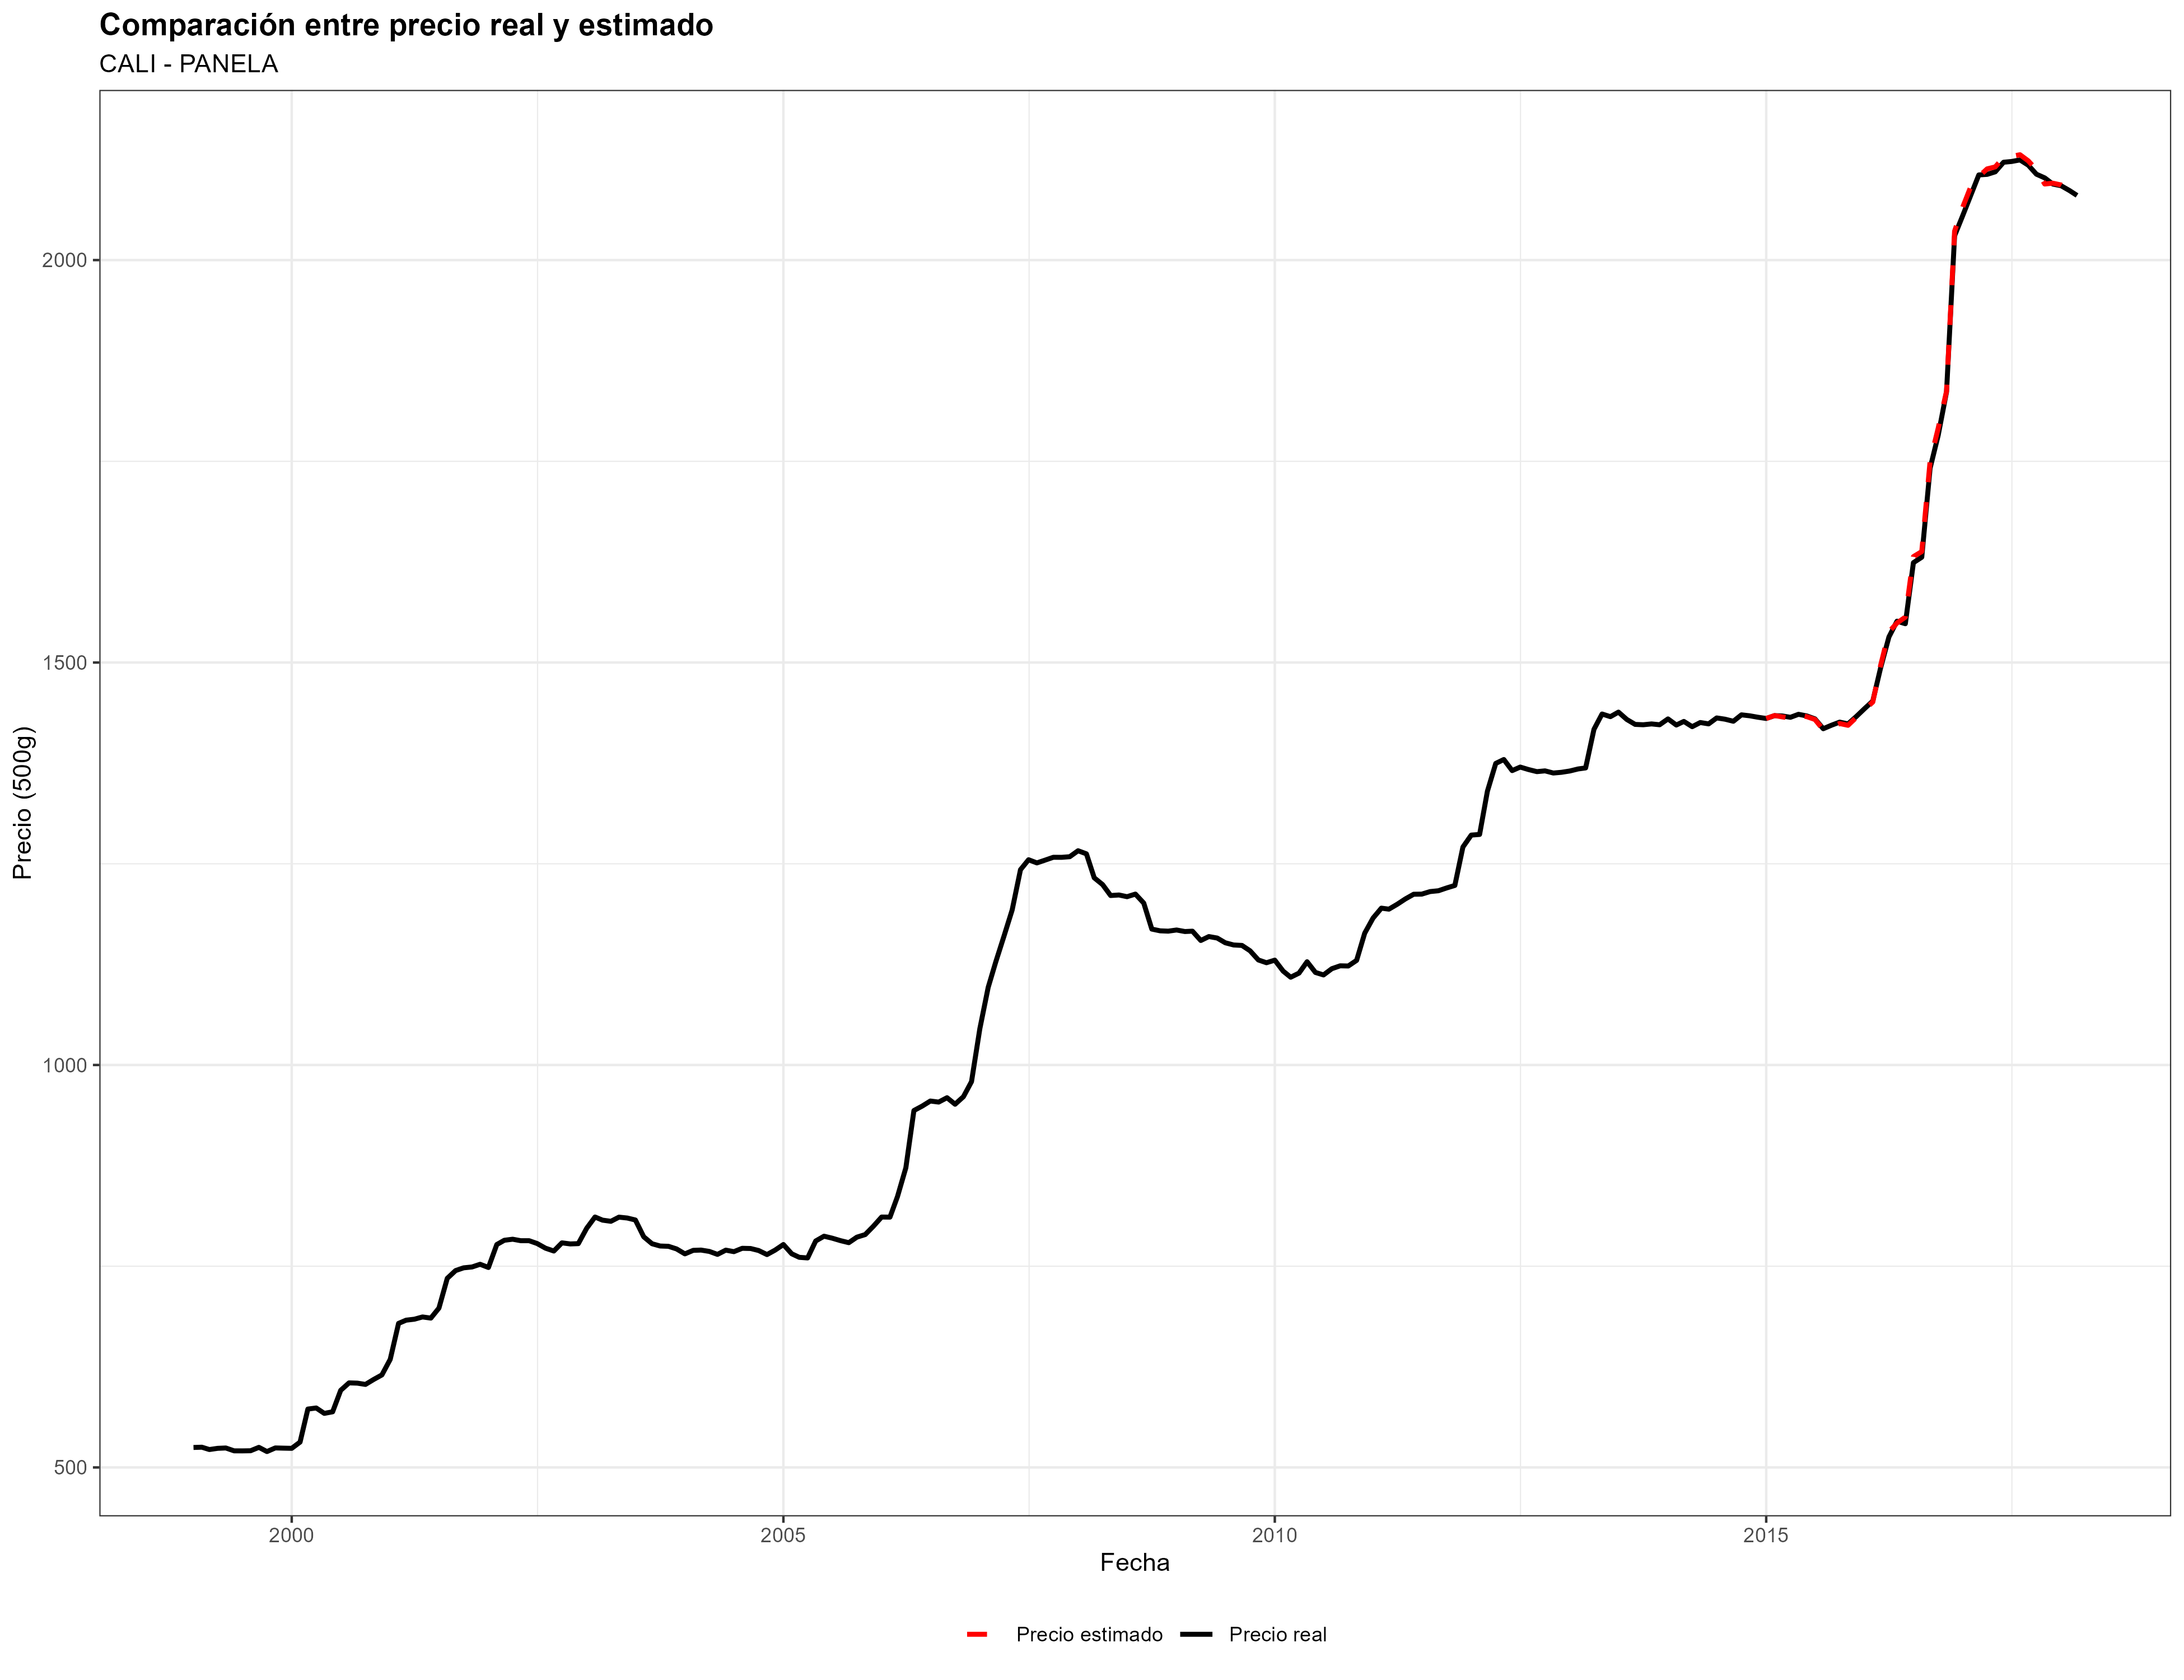 Comparación entre precio real y estimado
CALI - PANELA
Precio (500g)
2000
1500
1000
500
2000
2005
2010
2015
Fecha
Precio estimado
Precio real